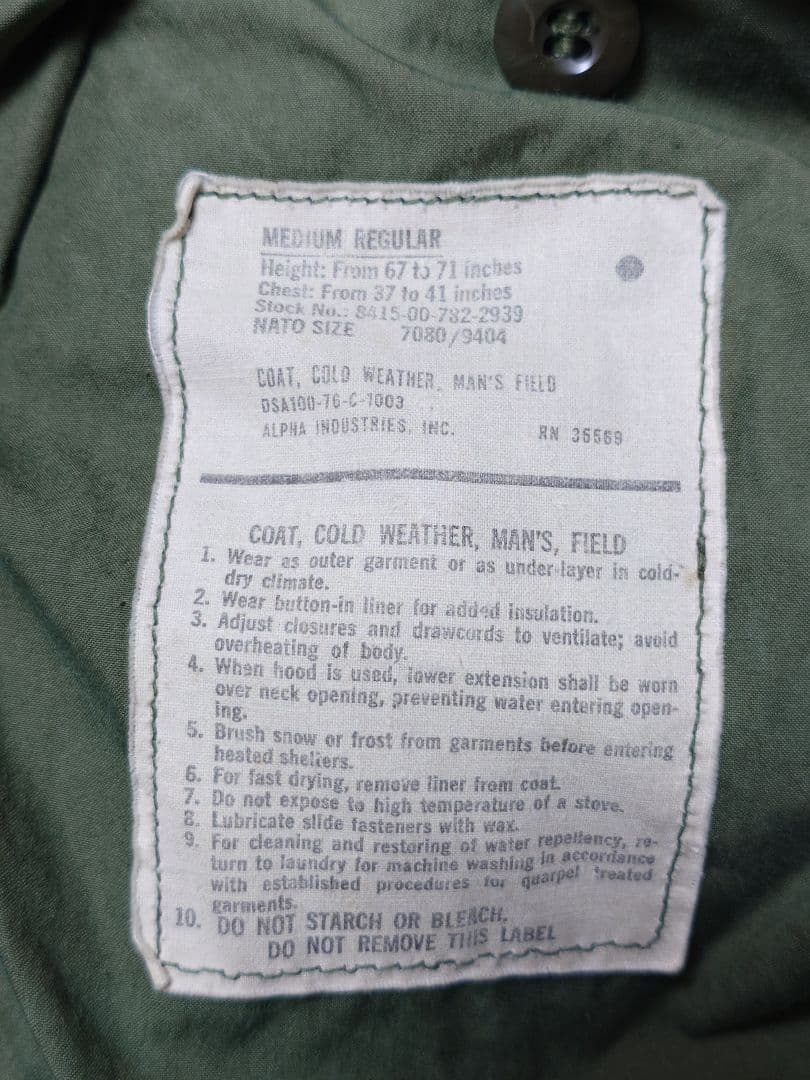 MEDIUM REGULAR
Height: From 67 to 71 inches
Chest: From 37 to 41 inches
Stock No.: 8415-00-782-2939
NATO SIZE 7080/9404
COAT, COLD WEATHER, MAN'S FIELD
DSA100-76-C-1003
ALPHA INDUSTRIES, INC. RN 35569
COAT, COLD WEATHER, MAN'S, FIELD
1. Wear as outer garment or as under-layer in cold-
dry climate.
2. Wear button-in liner for added insulation.
3. Adjust closures and drawcords to ventilate; avoid
overheating of body.
4. When hood is used, lower extension shall be worn
over neck opening, preventing water entering open-
ing.
5. Brush snow or frost from garments before entering
heated shelters.
6. For fast drying, remove liner from coat.
7. Do not expose to high temperature of a stove.
8. Lubricate slide fasteners with wax.
9. For cleaning and restoring of water repellency, re-
turn to laundry for machine washing in accordance
with established procedures for quarpel treated
garments.
10. DO NOT STARCH OR BLEACH.
DO NOT REMOVE THIS LABEL